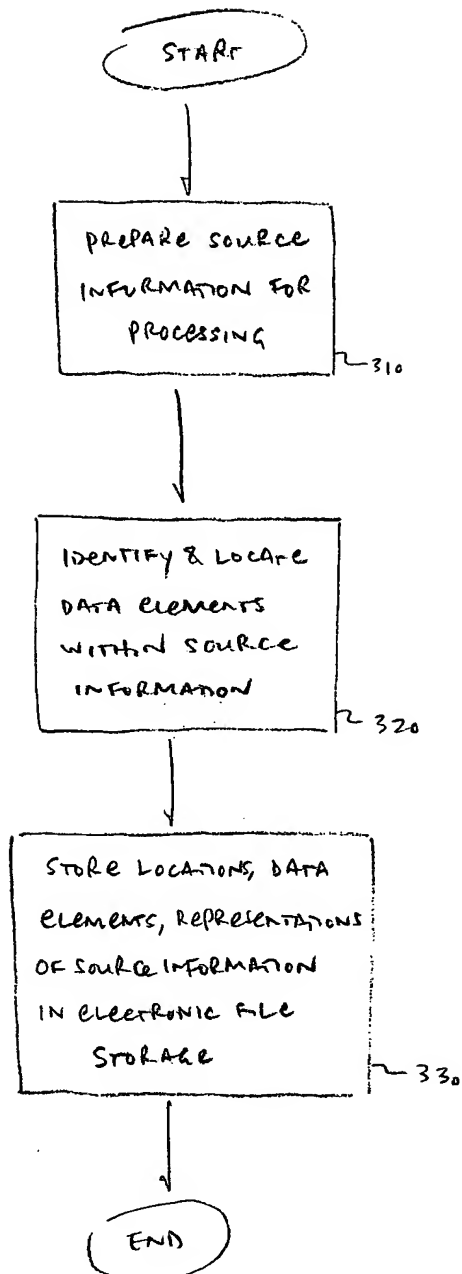 START
PREPARE SOURCE
INFORMATION FOR
PROCESSING
310
IDENTIFY & LOCATE
DATA ELEMENTS
WITHIN SOURCE
INFORMATION
320
STORE LOCATIONS, DATA
ELEMENTS, REPRESENTATIONS
OF SOURCE INFORMATION
IN ELECTRONIC FILE
STORAGE
330
END